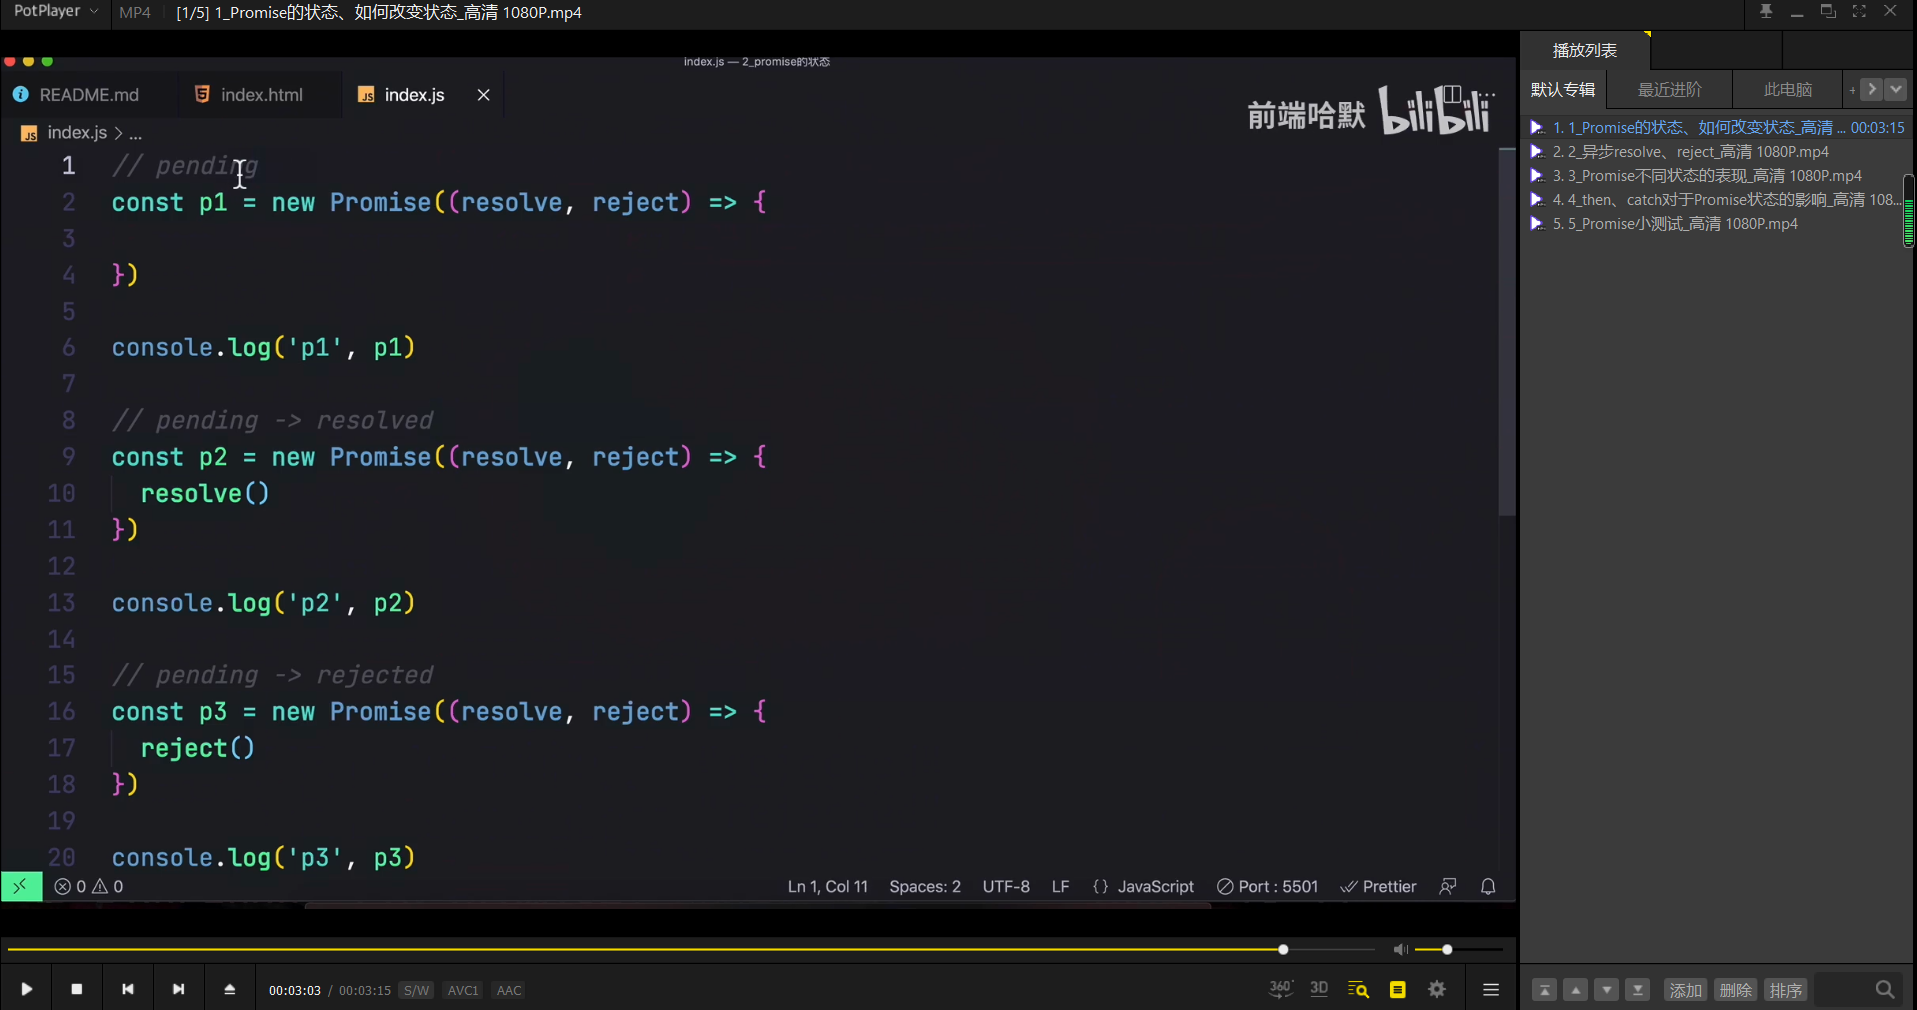 PotPlayer MP4 [1/5] 1_Promise的状态、如何改变状态_高清 1080P.mp4
index.js — 2_promise的状态
README.md index.html index.js
前端哈默 bilibili
index.js > ...
1 // pending
2 const p1 = new Promise((resolve, reject) => {
3
4 })
5
6 console.log('p1', p1)
7
8 // pending -> resolved
9 const p2 = new Promise((resolve, reject) => {
10 resolve()
11 })
12
13 console.log('p2', p2)
14
15 // pending -> rejected
16 const p3 = new Promise((resolve, reject) => {
17 reject()
18 })
19
20 console.log('p3', p3)
0 0 Ln 1, Col 11 Spaces: 2 UTF-8 LF {} JavaScript Port : 5501 Prettier
00:03:03 / 00:03:15 S/W AVC1 AAC 360° 3D
播放列表
默认专辑 最近进阶 此电脑 +
1. 1_Promise的状态、如何改变状态_高清 ... 00:03:15
2. 2_异步resolve、reject_高清 1080P.mp4
3. 3_Promise不同状态的表现_高清 1080P.mp4
4. 4_then、catch对于Promise状态的影响_高清 108...
5. 5_Promise小测试_高清 1080P.mp4
添加 删除 排序